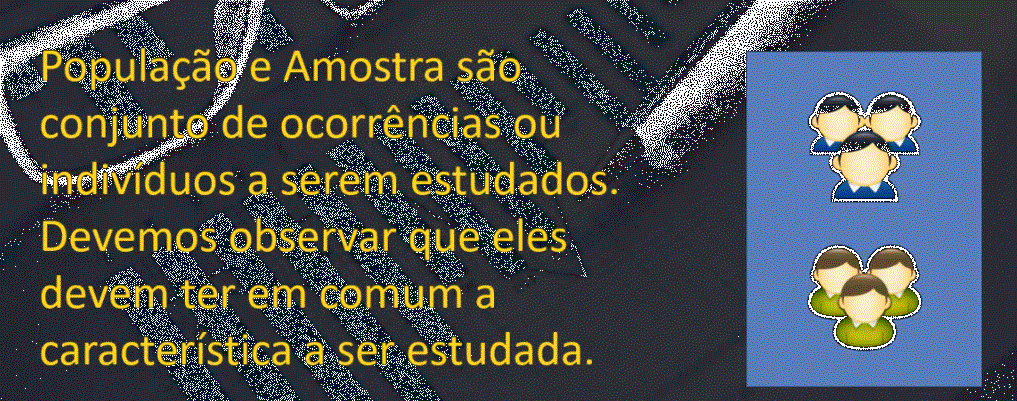 População e Amostra são
conjunto de ocorrências ou
indivíduos a serem estudados.
Devemos observar que eles
devem ter em comum a
característica a ser estudada.